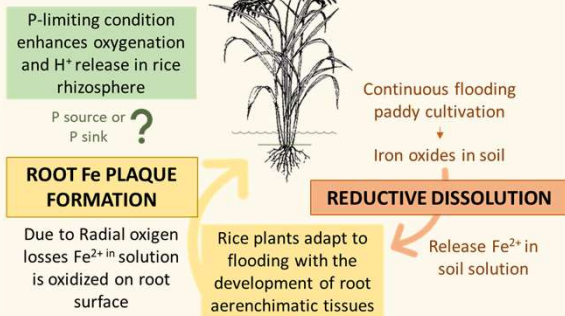 P-limiting condition
enhances oxygenation
and H⁺ release in rice
rhizosphere
P source or
P sink
?
ROOT Fe PLAQUE
FORMATION
Due to Radial oxigen
losses Fe²⁺ ⁱⁿ solution
is oxidized on root
surface
Rice plants adapt to
flooding with the
development of root
aerenchimatic tissues
Continuous flooding
paddy cultivation
Iron oxides in soil
REDUCTIVE DISSOLUTION
Release Fe²⁺ in
soil solution